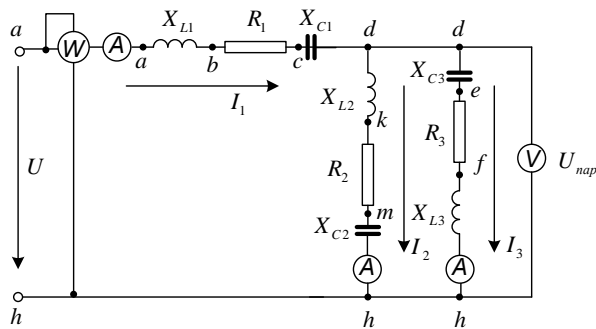 X_L1 R_1 X_C1
a W A a b c d d
I_1
X_L2 k X_C3 e
R_2 R_3
U m f V U_пар
X_C2 X_L3
A I_2 A I_3
h h h